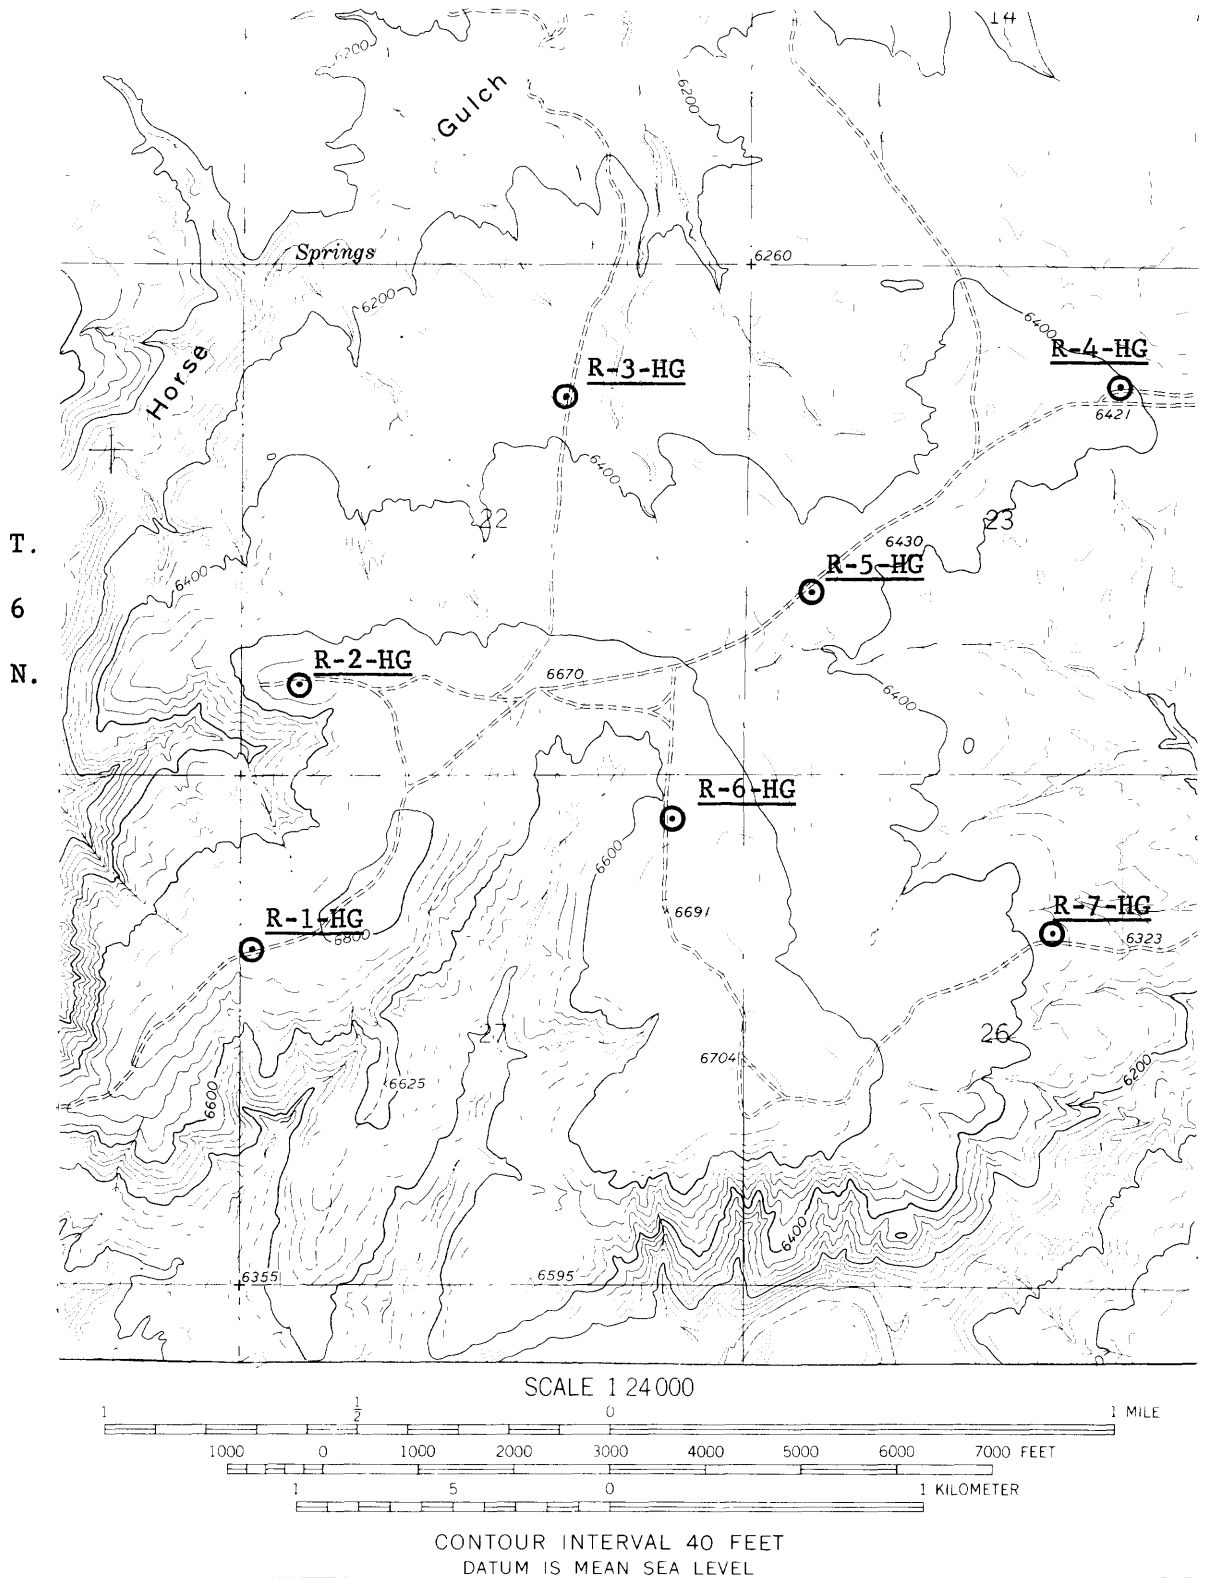 14
6200
Gulch
6200
Springs
6260
6200
Horse
6400
R-4-HG
R-3-HG
6421
6400
22
23
T.
6430
R-5-HG
6400
6
R-2-HG
N.
6670
6400
R-6-HG
6600
R-1-HG
6691
R-7-HG
6800
6323
27
26
6704
6625
6200
6600
6400
6355
6595
SCALE 1 24 000
1 1/2 0 1 MILE
1000 0 1000 2000 3000 4000 5000 6000 7000 FEET
1 5 0 1 KILOMETER
CONTOUR INTERVAL 40 FEET
DATUM IS MEAN SEA LEVEL